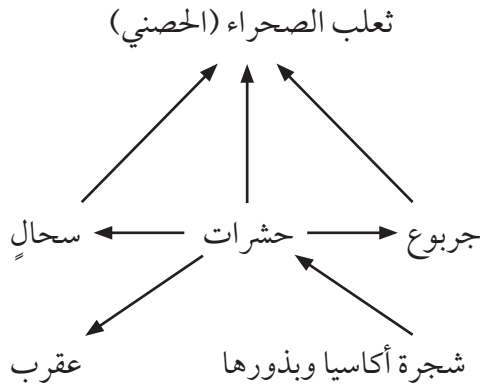 ثعلب الصحراء (الحصني)
جربوع
حشرات
سحالٍ
شجرة أكاسيا وبذورها
عقرب